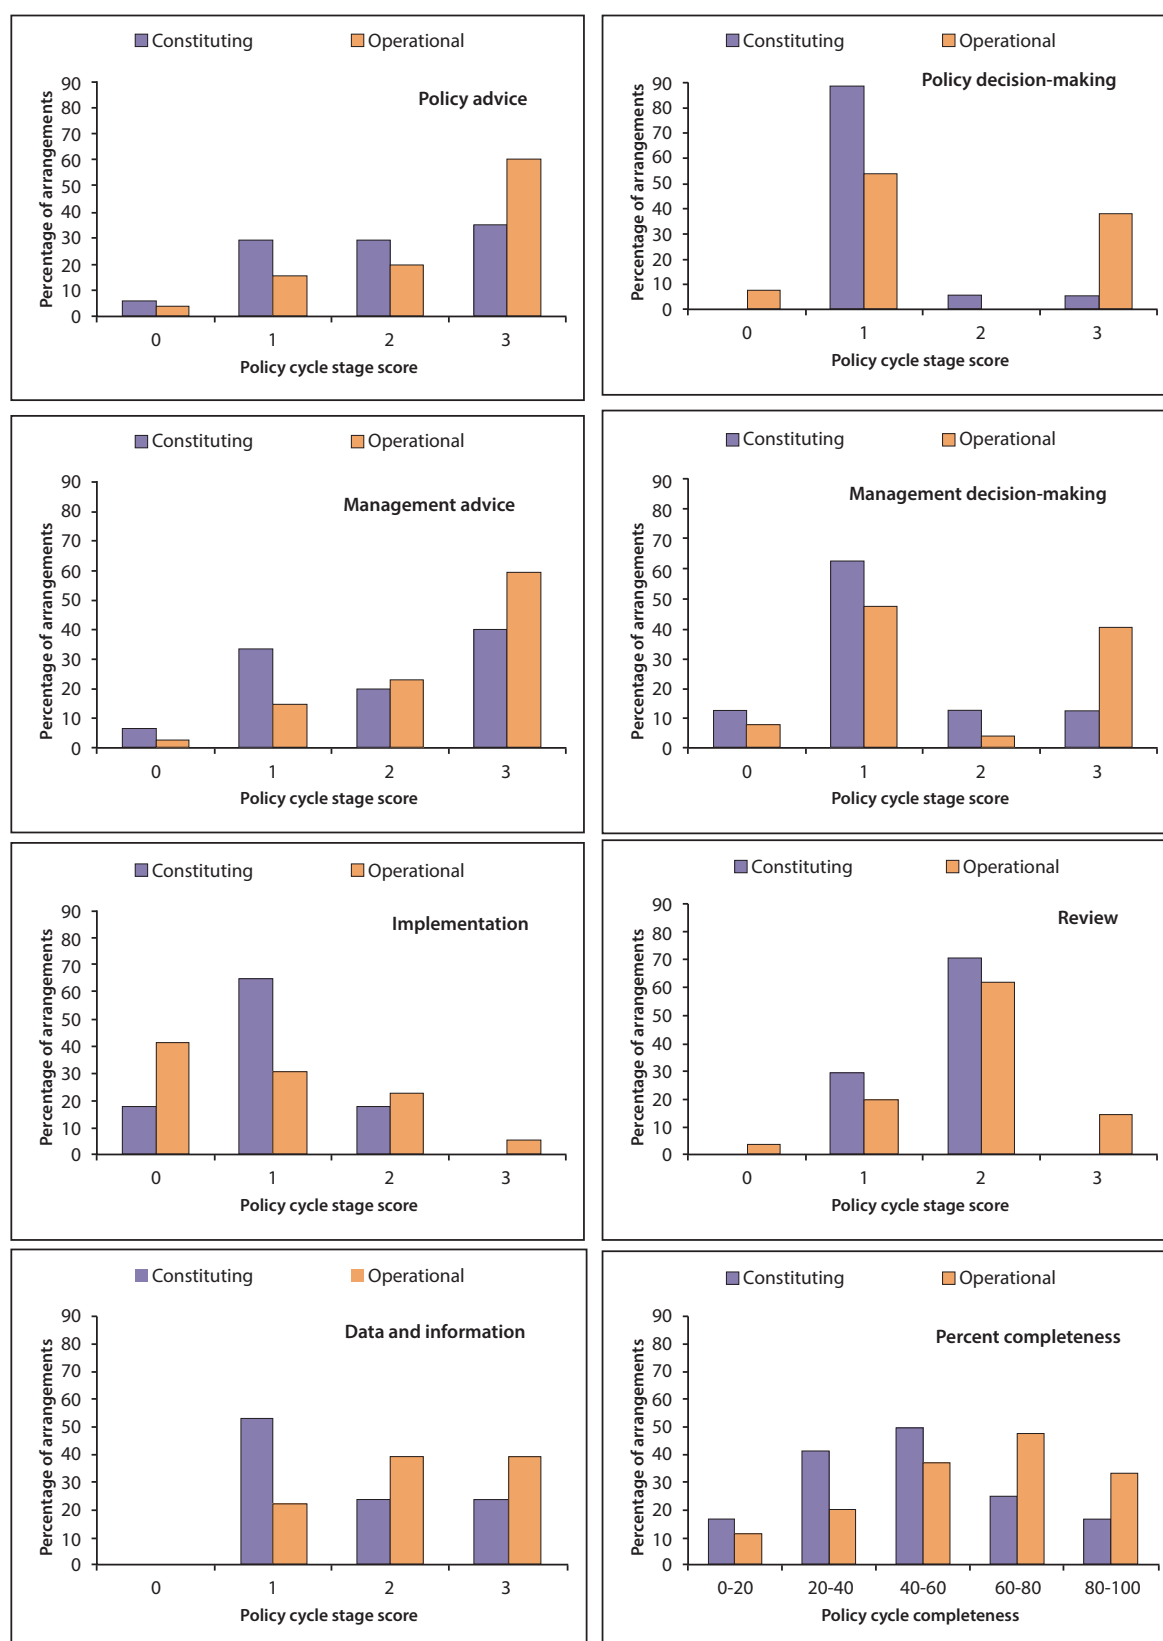 Constituting Operational
Policy advice
Percentage of arrangements
90
80
70
60
50
40
30
20
10
0
0 1 2 3
Policy cycle stage score
Constituting Operational
Policy decision-making
Percentage of arrangements
90
80
70
60
50
40
30
20
10
0
0 1 2 3
Policy cycle stage score
Constituting Operational
Management advice
Percentage of arrangements
90
80
70
60
50
40
30
20
10
0
0 1 2 3
Policy cycle stage score
Constituting Operational
Management decision-making
Percentage of arrangements
90
80
70
60
50
40
30
20
10
0
0 1 2 3
Policy cycle stage score
Constituting Operational
Implementation
Percentage of arrangements
90
80
70
60
50
40
30
20
10
0
0 1 2 3
Policy cycle stage score
Constituting Operational
Review
Percentage of arrangements
90
80
70
60
50
40
30
20
10
0
0 1 2 3
Policy cycle stage score
Constituting Operational
Data and information
Percentage of arrangements
90
80
70
60
50
40
30
20
10
0
0 1 2 3
Policy cycle stage score
Constituting Operational
Percent completeness
Percentage of arrangements
90
80
70
60
50
40
30
20
10
0
0-20 20-40 40-60 60-80 80-100
Policy cycle completeness